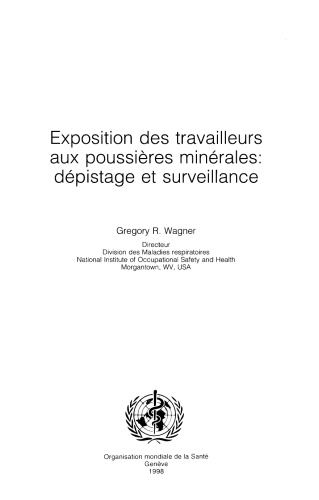 Exposition des travailleurs
aux poussières minérales:
dépistage et surveillance
Gregory R. Wagner
Directeur
Division des Maladies respiratoires
National Institute of Occupational Safety and Health
Morgantown, WV, USA
Organisation mondiale de la Santé
Genève
1998